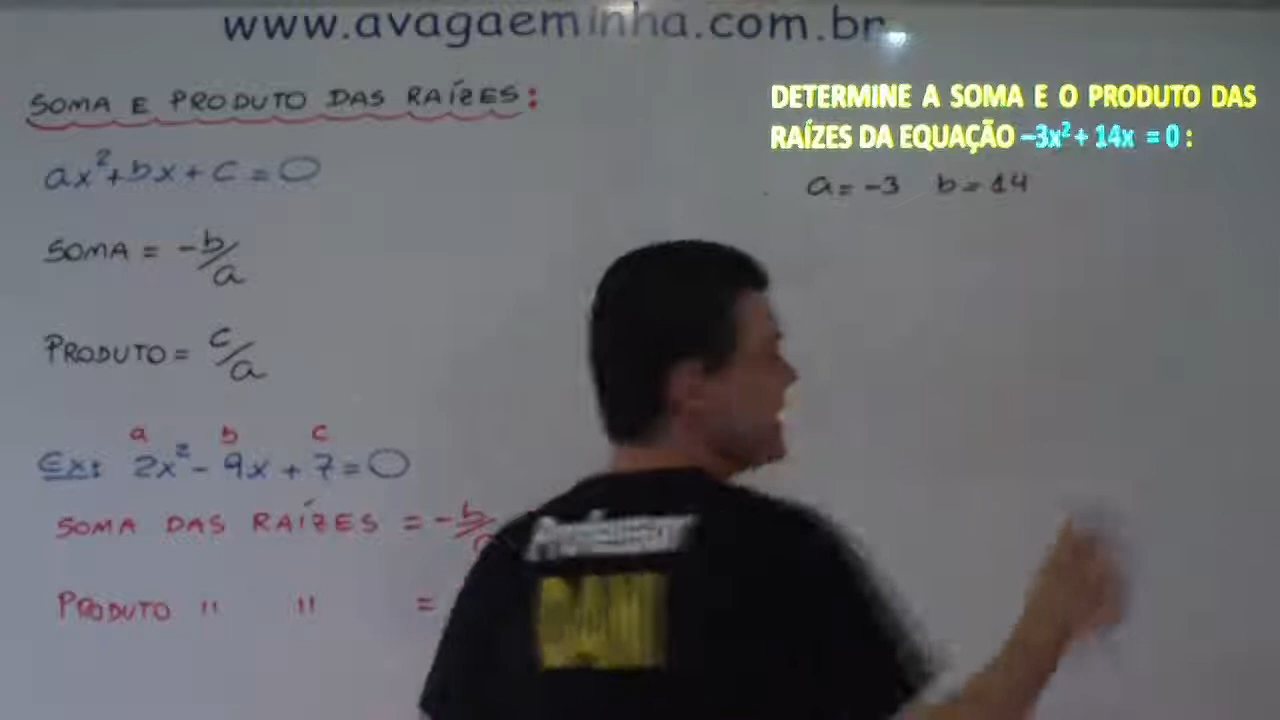 www.avagaeminha.com.br
SOMA E PRODUTO DAS RAÍZES:
ax²+bx+c=0
SOMA = -b/a
PRODUTO = c/a
a b c
Ex: 2x²-9x+7=0
SOMA DAS RAÍZES = -b/
PRODUTO " " =
DETERMINE A SOMA E O PRODUTO DAS
RAÍZES DA EQUAÇÃO –3x²+ 14x = 0 :
a=-3 b=14
Professor